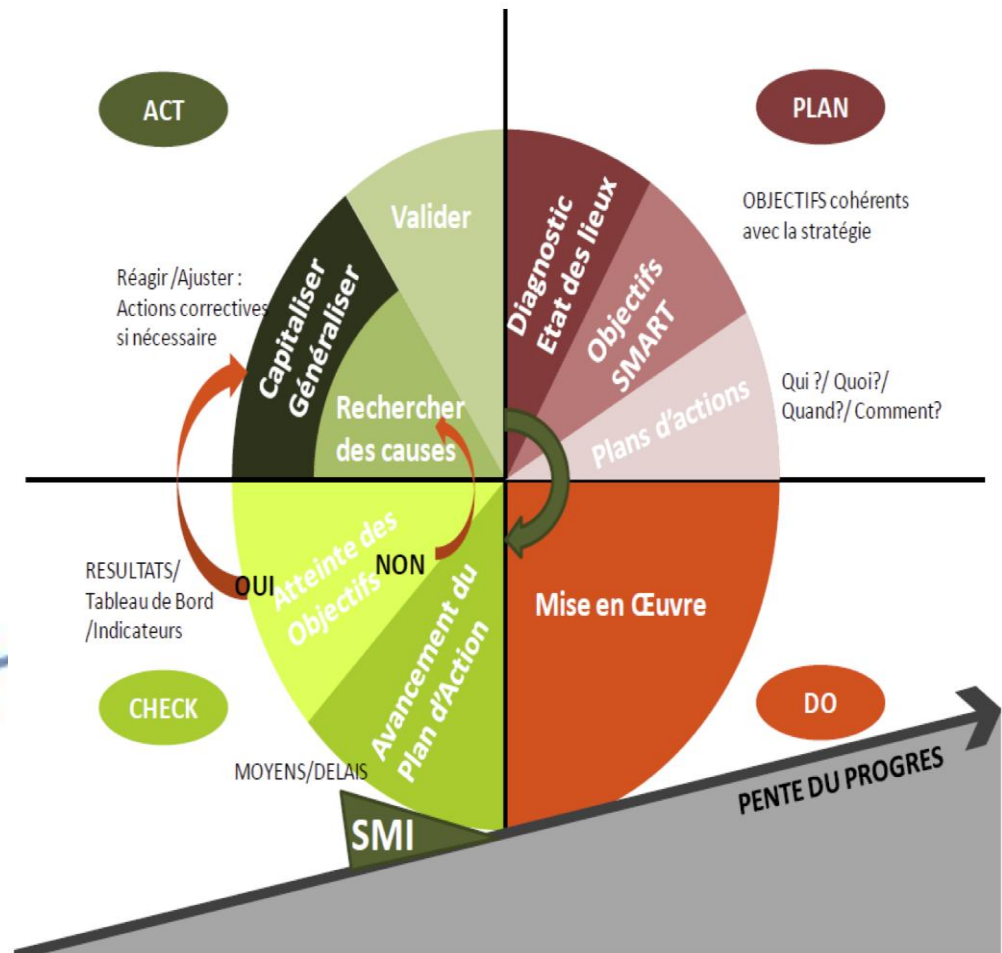 ACT
PLAN
Valider
Diagnostic
Etat des lieux
Objectifs
SMART
Plans d'actions
OBJECTIFS cohérents
avec la stratégie
Qui ?/ Quoi?/
Quand?/ Comment?
Réagir /Ajuster :
Actions correctives
si nécessaire
Capitaliser
Généraliser
Rechercher
des causes
RESULTATS/
Tableau de Bord
/Indicateurs
OUI
NON
Atteinte des
Objectifs
Avancement du
Plan d'Action
Mise en Œuvre
CHECK
DO
MOYENS/DELAIS
SMI
PENTE DU PROGRES